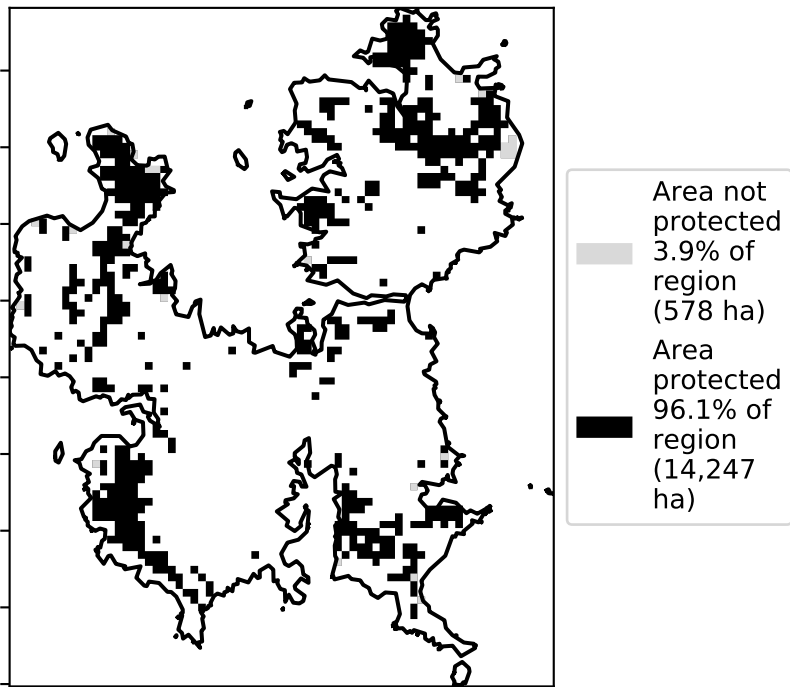 Area not
protected
3.9% of
region
(578 ha)
Area
protected
96.1% of
region
(14,247
ha)